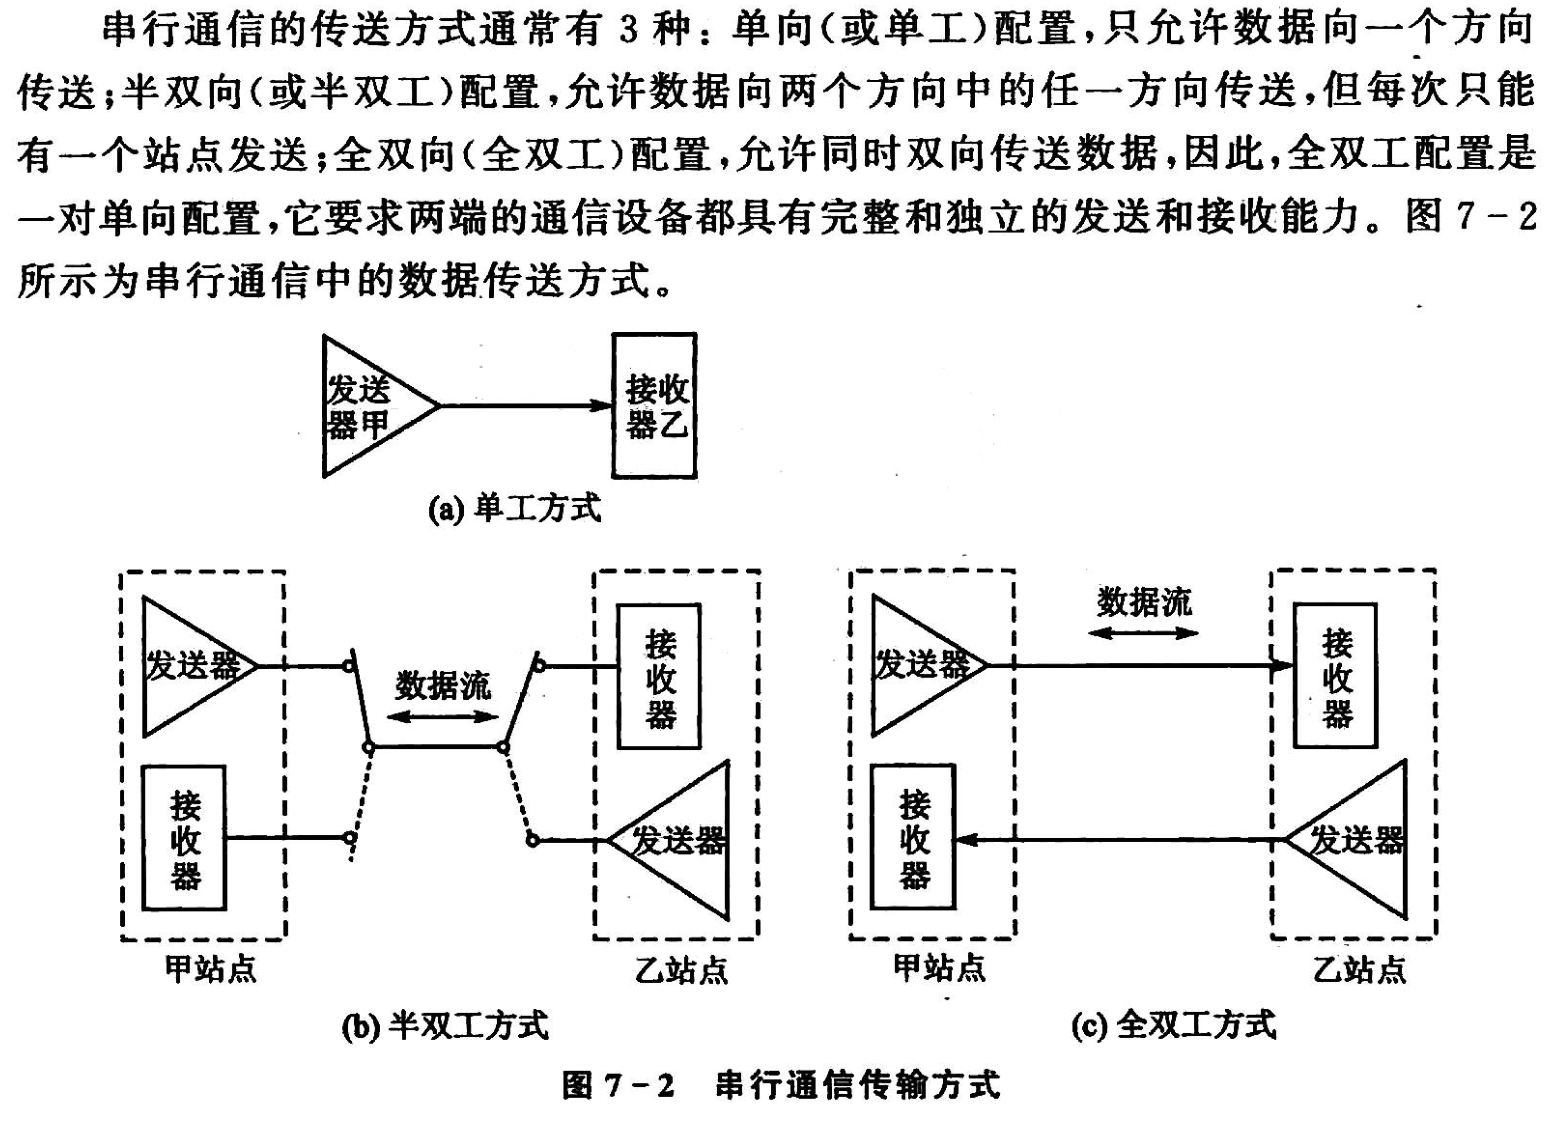 串行通信的传送方式通常有 3 种：单向(或单工)配置,只允许数据向一个方向
传送;半双向(或半双工)配置,允许数据向两个方向中的任一方向传送,但每次只能
有一个站点发送;全双向(全双工)配置,允许同时双向传送数据,因此,全双工配置是
一对单向配置,它要求两端的通信设备都具有完整和独立的发送和接收能力。图 7-2
所示为串行通信中的数据传送方式。
发送
器甲
接收
器乙
(a) 单工方式
发送器
接收器
数据流
接收器
发送器
甲站点
乙站点
(b) 半双工方式
发送器
接收器
数据流
接收器
发送器
甲站点
乙站点
(c) 全双工方式
图 7-2 串行通信传输方式